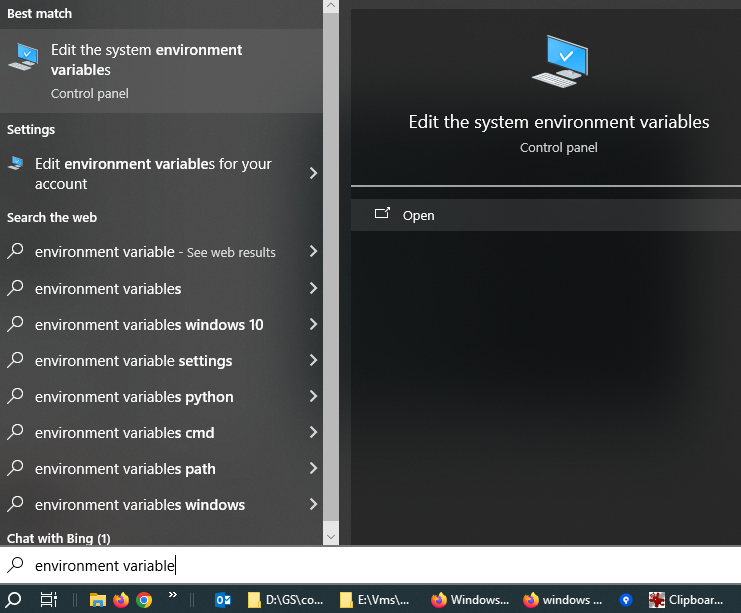 Best match
Edit the system environment
variables
Control panel
Settings
Edit environment variables for your
account
Search the web
environment variable - See web results
environment variables
environment variables windows 10
environment variable settings
environment variables python
environment variables cmd
environment variables path
environment variables windows
Chat with Bing (1)
environment variable
Edit the system environment variables
Control panel
Open
D:\GS\co...
E:\Vms\...
Windows...
windows ...
Clipboar...